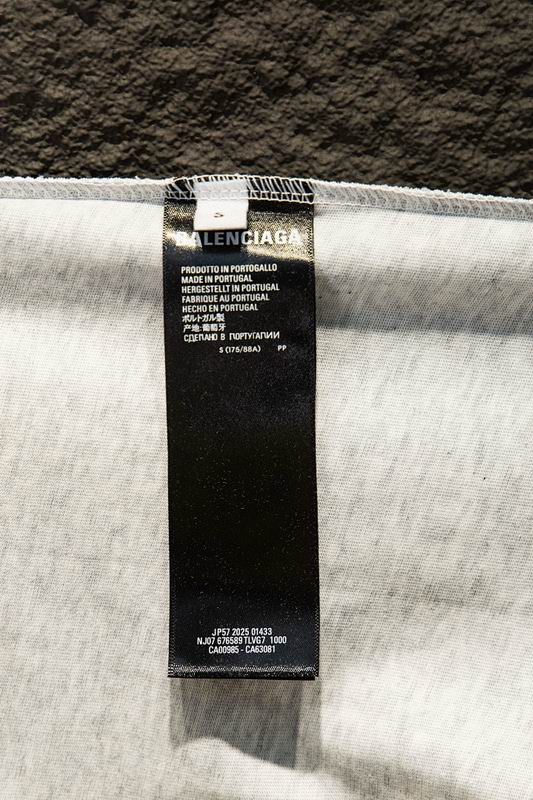 S
BALENCIAGA
PRODOTTO IN PORTOGALLO
MADE IN PORTUGAL
HERGESTELLT IN PORTUGAL
FABRIQUE AU PORTUGAL
HECHO EN PORTUGAL
ポルトガル製
产地:葡萄牙
СДЕЛАНО В ПОРТУГАЛИИ
S (175/88A) PP
JP57 2025 01433
NJ07 676589 TLVG7 1000
CA00985 - CA63081